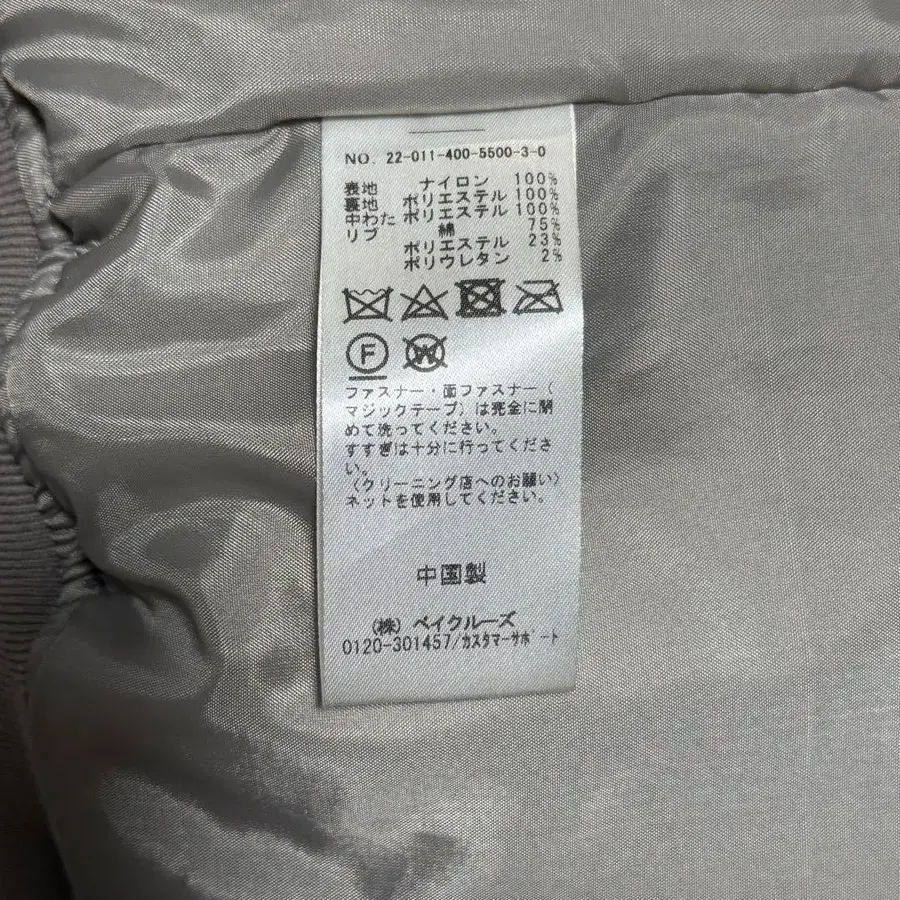 NO. 22-011-400-5500-3-0
表地 ナイロン 100%
裏地 ポリエステル 100%
中わた ポリエステル 100%
リブ 綿 75%
ポリエステル 23%
ポリウレタン 2%
F W
ファスナー・面ファスナー(
マジックテープ)は完全に閉
めて洗ってください。
すすぎは十分に行ってくださ
い。
〈クリーニング店へのお願い〉
ネットを使用してください。
中国製
(株)ベイクルーズ
0120-301457/カスタマーサポート